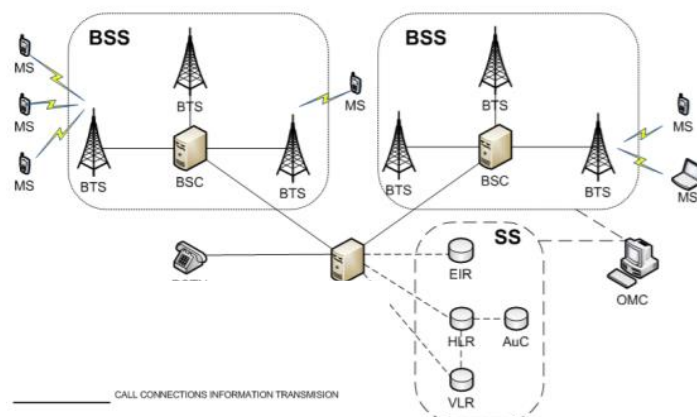 BSS
BSS
MS
BTS
MS
BTS
MS
MS
MS
BTS
BSC
BTS
BTS
BSC
BTS
MS
MS
SS
EIR
OMC
HLR
AuC
VLR
CALL CONNECTIONS INFORMATION TRANSMISION